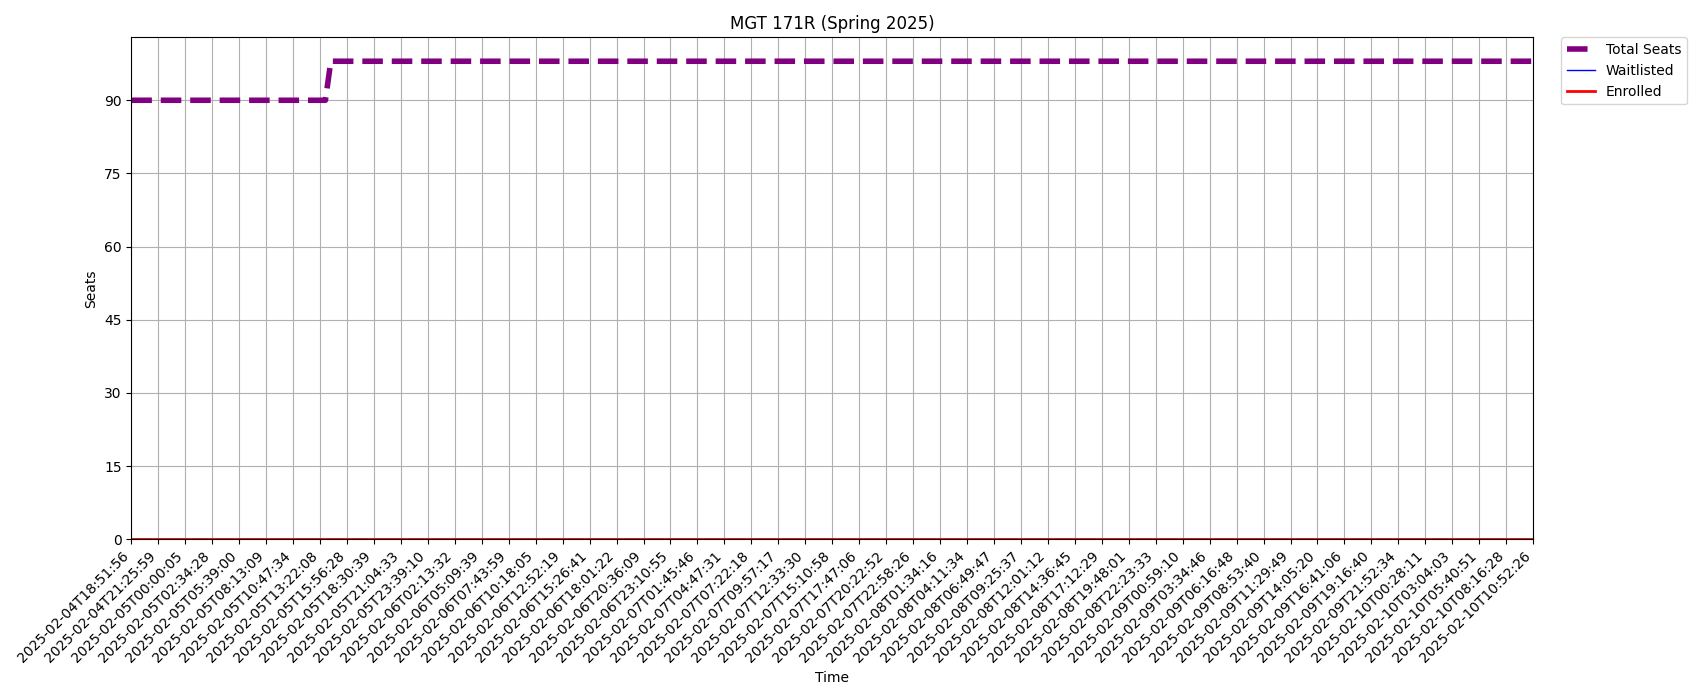 MGT 171R (Spring 2025)
Total Seats
Waitlisted
Enrolled
90
75
60
45
30
15
0
Seats
2025-02-04T18:51:56
2025-02-04T21:25:59
2025-02-05T00:00:05
2025-02-05T02:34:28
2025-02-05T05:39:00
2025-02-05T08:13:09
2025-02-05T10:47:34
2025-02-05T13:22:08
2025-02-05T15:56:28
2025-02-05T18:30:39
2025-02-05T21:04:33
2025-02-05T23:39:10
2025-02-06T02:13:32
2025-02-06T05:09:39
2025-02-06T07:43:59
2025-02-06T10:18:05
2025-02-06T12:52:19
2025-02-06T15:26:41
2025-02-06T18:01:22
2025-02-06T20:36:09
2025-02-06T23:10:55
2025-02-07T01:45:46
2025-02-07T04:47:31
2025-02-07T07:22:18
2025-02-07T09:57:17
2025-02-07T12:33:30
2025-02-07T15:10:58
2025-02-07T17:47:06
2025-02-07T20:22:52
2025-02-07T22:58:26
2025-02-08T01:34:16
2025-02-08T04:11:34
2025-02-08T06:49:47
2025-02-08T09:25:37
2025-02-08T12:01:12
2025-02-08T14:36:45
2025-02-08T17:12:29
2025-02-08T19:48:01
2025-02-08T22:23:33
2025-02-09T00:59:10
2025-02-09T03:34:46
2025-02-09T06:16:48
2025-02-09T08:53:40
2025-02-09T11:29:49
2025-02-09T14:05:20
2025-02-09T16:41:06
2025-02-09T19:16:40
2025-02-09T21:52:34
2025-02-10T00:28:11
2025-02-10T03:04:03
2025-02-10T05:40:51
2025-02-10T08:16:28
2025-02-10T10:52:26
Time